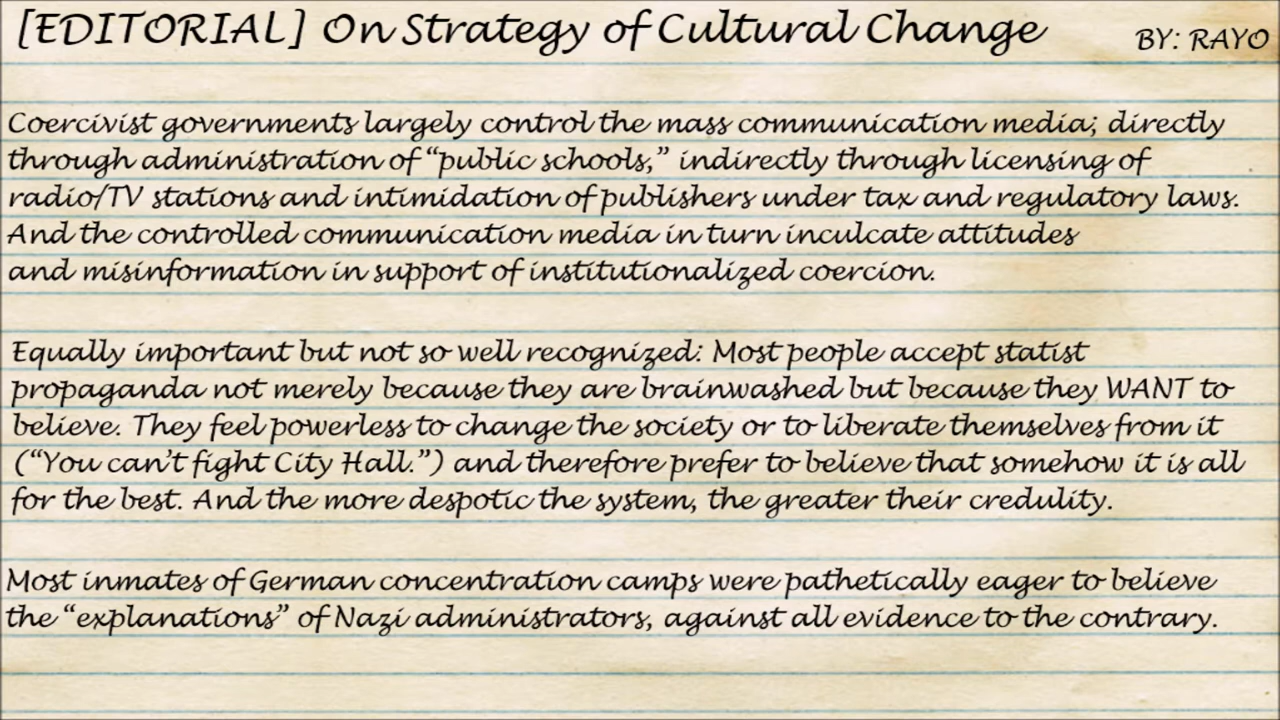 [EDITORIAL] On Strategy of Cultural Change BY: RAYO
Coercivist governments largely control the mass communication media; directly
through administration of “public schools,” indirectly through licensing of
radio/TV stations and intimidation of publishers under tax and regulatory laws.
And the controlled communication media in turn inculcate attitudes
and misinformation in support of institutionalized coercion.
Equally important but not so well recognized: Most people accept statist
propaganda not merely because they are brainwashed but because they WANT to
believe. They feel powerless to change the society or to liberate themselves from it
(“You can’t fight City Hall.”) and therefore prefer to believe that somehow it is all
for the best. And the more despotic the system, the greater their credulity.
Most inmates of German concentration camps were pathetically eager to believe
the “explanations” of Nazi administrators, against all evidence to the contrary.